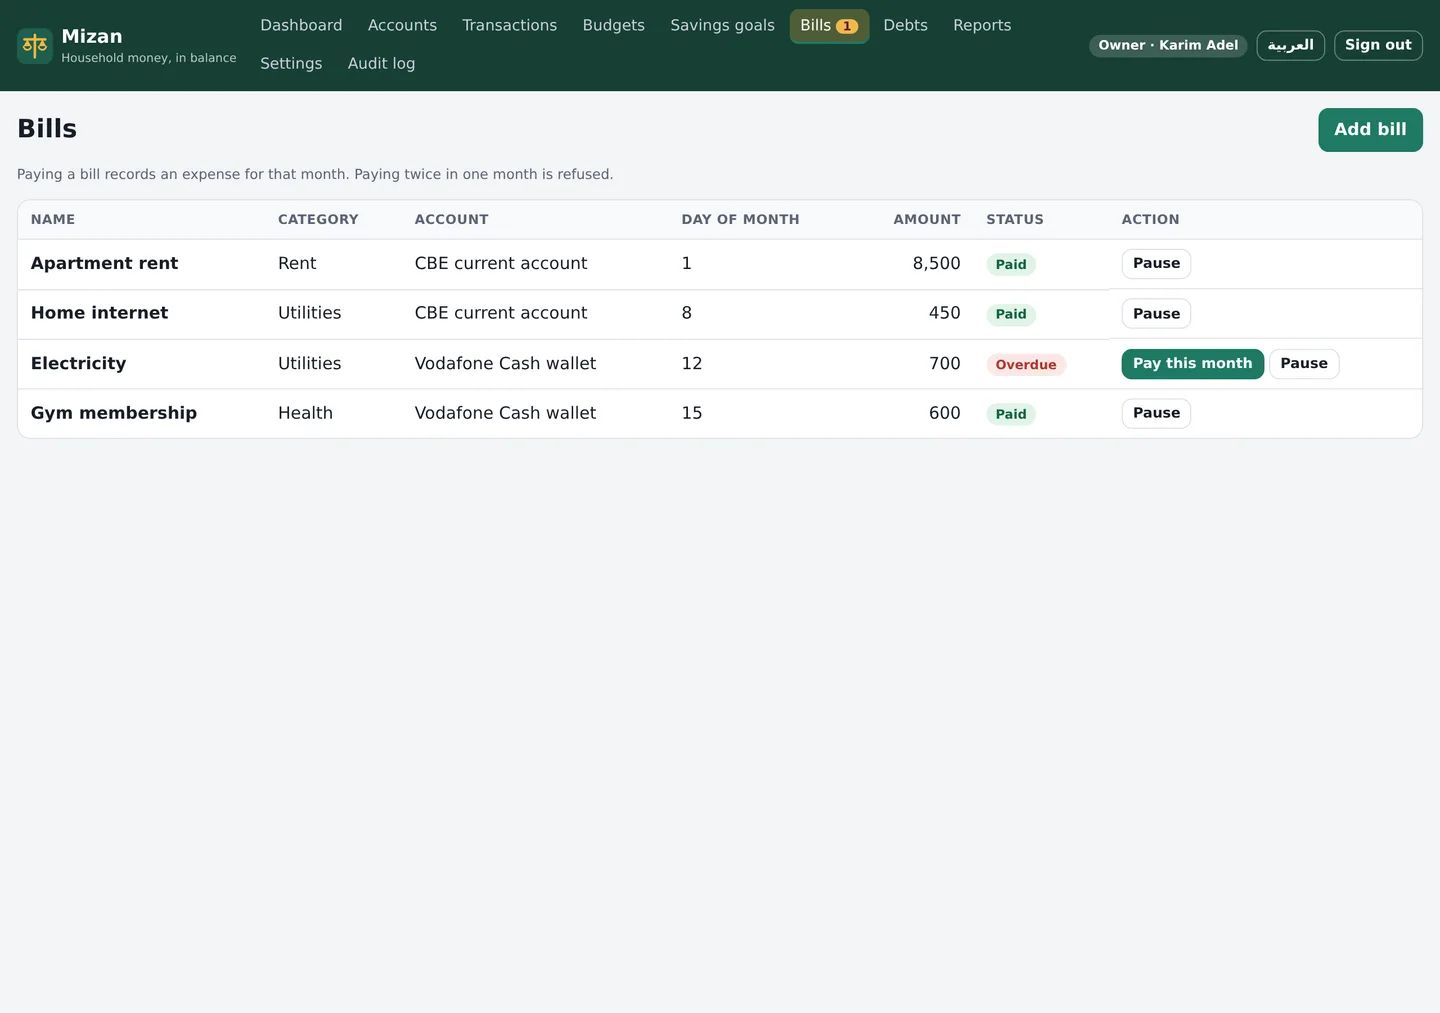 Mizan
Household money, in balance
Dashboard Accounts Transactions Budgets Savings goals Bills 1 Debts Reports
Settings Audit log
Owner · Karim Adel العربية Sign out
Bills
Add bill
Paying a bill records an expense for that month. Paying twice in one month is refused.
NAME CATEGORY ACCOUNT DAY OF MONTH AMOUNT STATUS ACTION
Apartment rent Rent CBE current account 1 8,500 Paid Pause
Home internet Utilities CBE current account 8 450 Paid Pause
Electricity Utilities Vodafone Cash wallet 12 700 Overdue Pay this month Pause
Gym membership Health Vodafone Cash wallet 15 600 Paid Pause